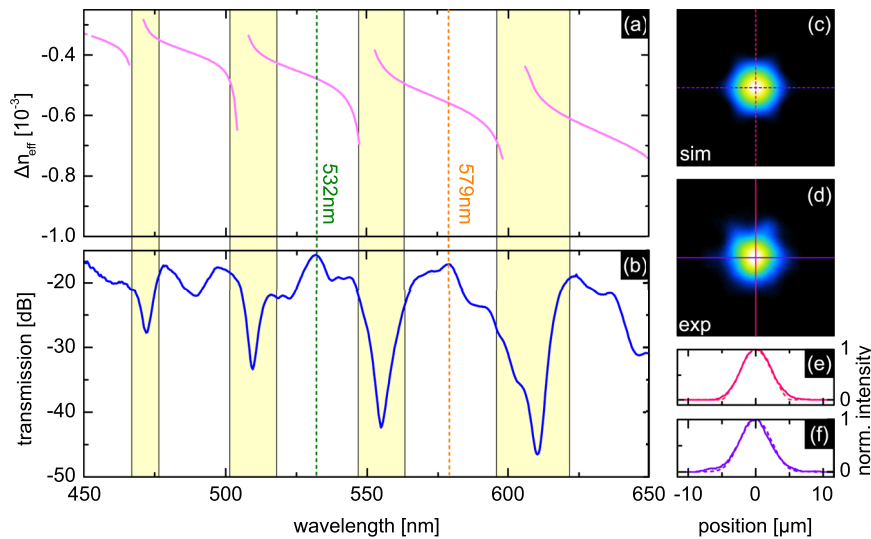 (a)
-0.4
-0.6
-0.8
-1.0
Δn_eff [10^-3]
532nm
579nm
(b)
-20
-30
-40
-50
transmission [dB]
450 500 550 600 650
wavelength [nm]
(c)
sim
(d)
exp
(e)
1
0
(f)
1
0
norm. intensity
-10 0 10
position [µm]